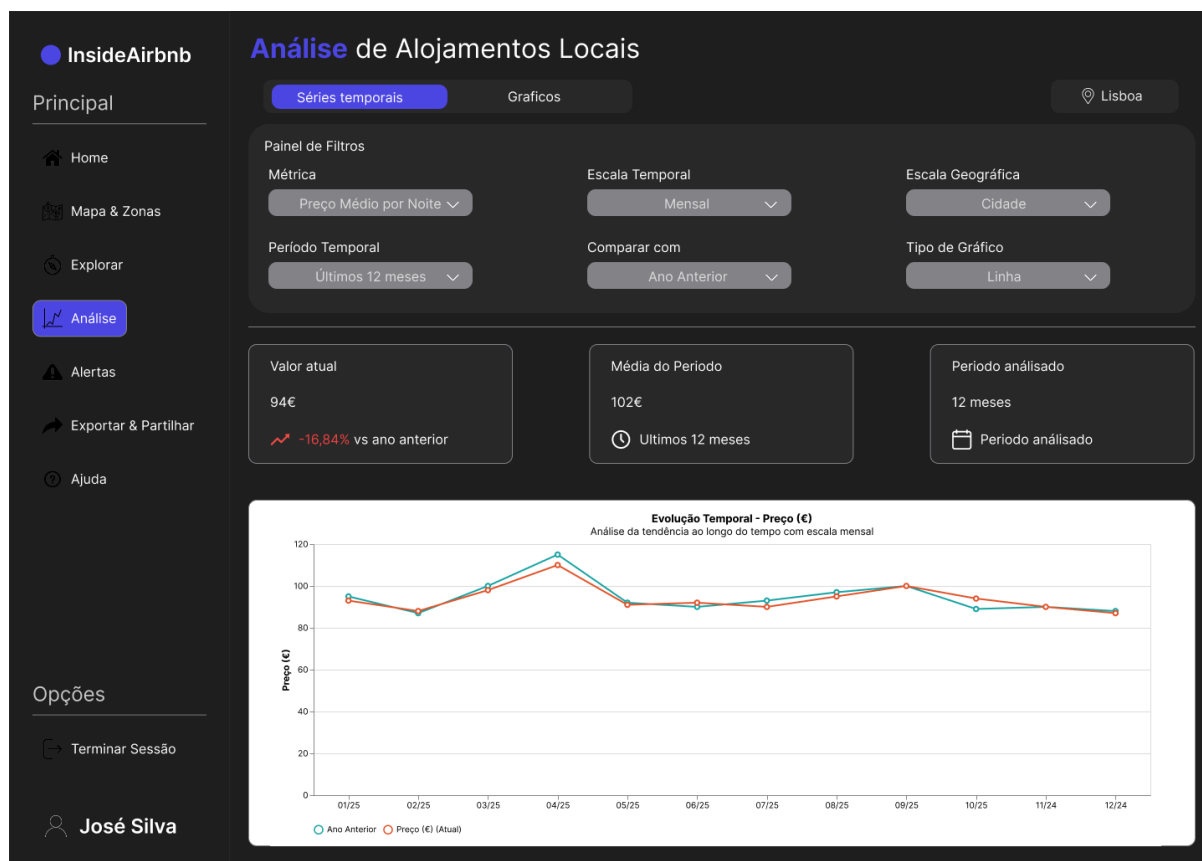 InsideAirbnb
Principal
Home
Mapa & Zonas
Explorar
Análise
Alertas
Exportar & Partilhar
Ajuda
Opções
Terminar Sessão
José Silva
Análise de Alojamentos Locais
Séries temporais Graficos
Lisboa
Painel de Filtros
Métrica Escala Temporal Escala Geográfica
Preço Médio por Noite Mensal Cidade
Período Temporal Comparar com Tipo de Gráfico
Últimos 12 meses Ano Anterior Linha
Valor atual
94€
-16,84% vs ano anterior
Média do Periodo
102€
Ultimos 12 meses
Periodo análisado
12 meses
Periodo análisado
Evolução Temporal - Preço (€)
Análise da tendência ao longo do tempo com escala mensal
Preço (€)
120
100
80
60
40
20
0
01/25 02/25 03/25 04/25 05/25 06/25 07/25 08/25 09/25 10/25 11/24 12/24
Ano Anterior Preço (€) (Atual)